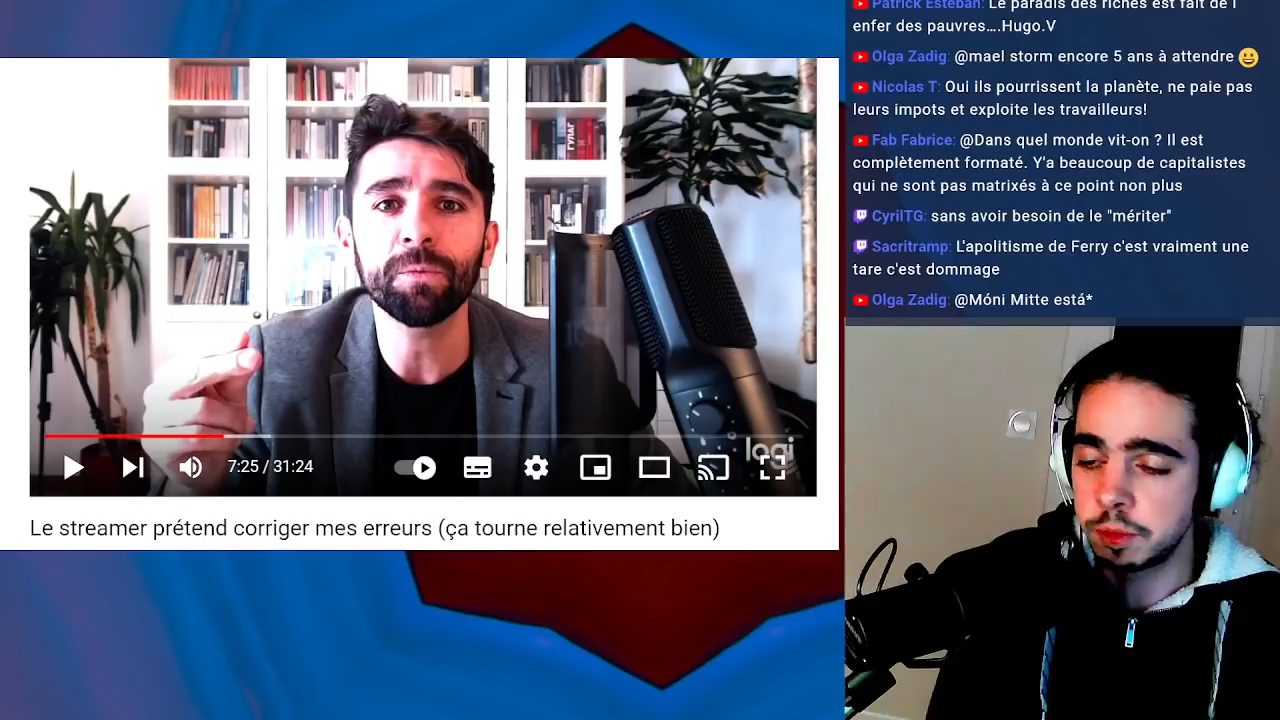 Patrick Esteban: Le paradis des riches est fait de l'
enfer des pauvres....Hugo.V
Olga Zadig: @mael storm encore 5 ans à attendre 😀
Nicolas T: Oui ils pourrissent la planète, ne paie pas
leurs impots et exploite les travailleurs!
Fab Fabrice: @Dans quel monde vit-on ? Il est
complètement formaté. Y'a beaucoup de capitalistes
qui ne sont pas matrixés à ce point non plus
CyrilTG: sans avoir besoin de le "mériter"
Sacritramp: L'apolitisme de Ferry c'est vraiment une
tare c'est dommage
Olga Zadig: @Móni Mitte está*
ГУЛАГ
logi
7:25 / 31:24
Le streamer prétend corriger mes erreurs (ça tourne relativement bien)